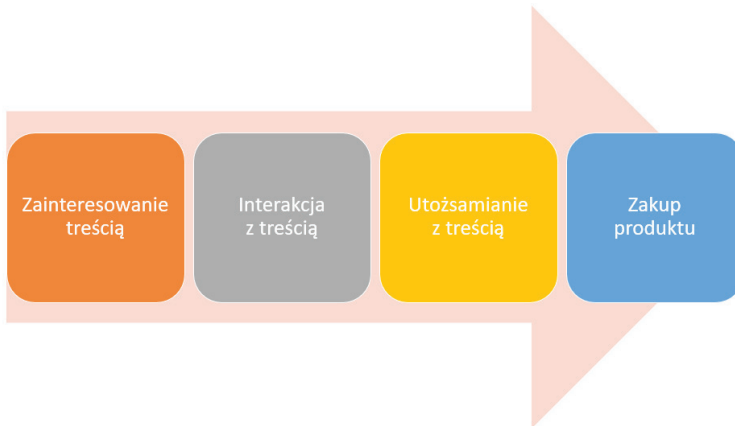 Zainteresowanie
treścią
Interakcja
z treścią
Utożsamianie
z treścią
Zakup
produktu